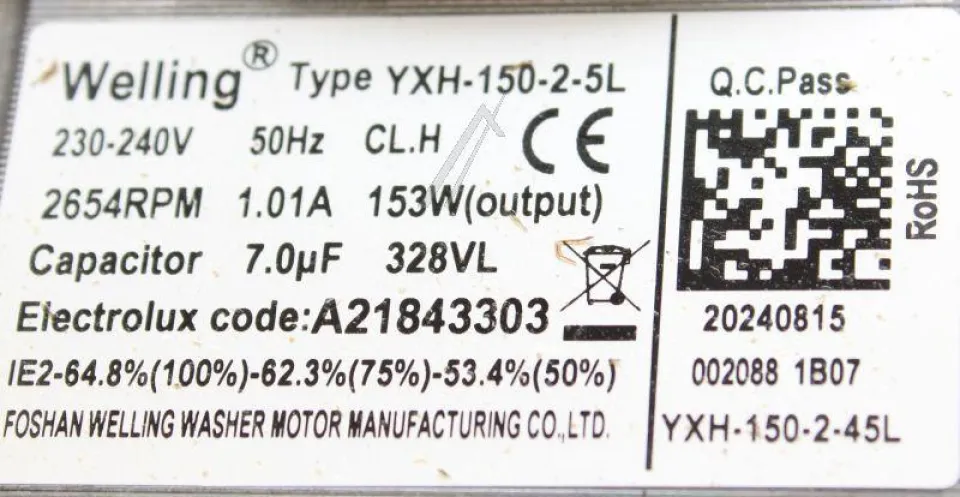 Welling® Type YXH-150-2-5L
230-240V 50Hz CL.H CE
2654RPM 1.01A 153W(output)
Capacitor 7.0µF 328VL
Electrolux code:A21843303
IE2-64.8%(100%)-62.3%(75%)-53.4%(50%)
FOSHAN WELLING WASHER MOTOR MANUFACTURING CO.,LTD.
Q.C.Pass
RoHS
20240815
002088 1B07
YXH-150-2-45L